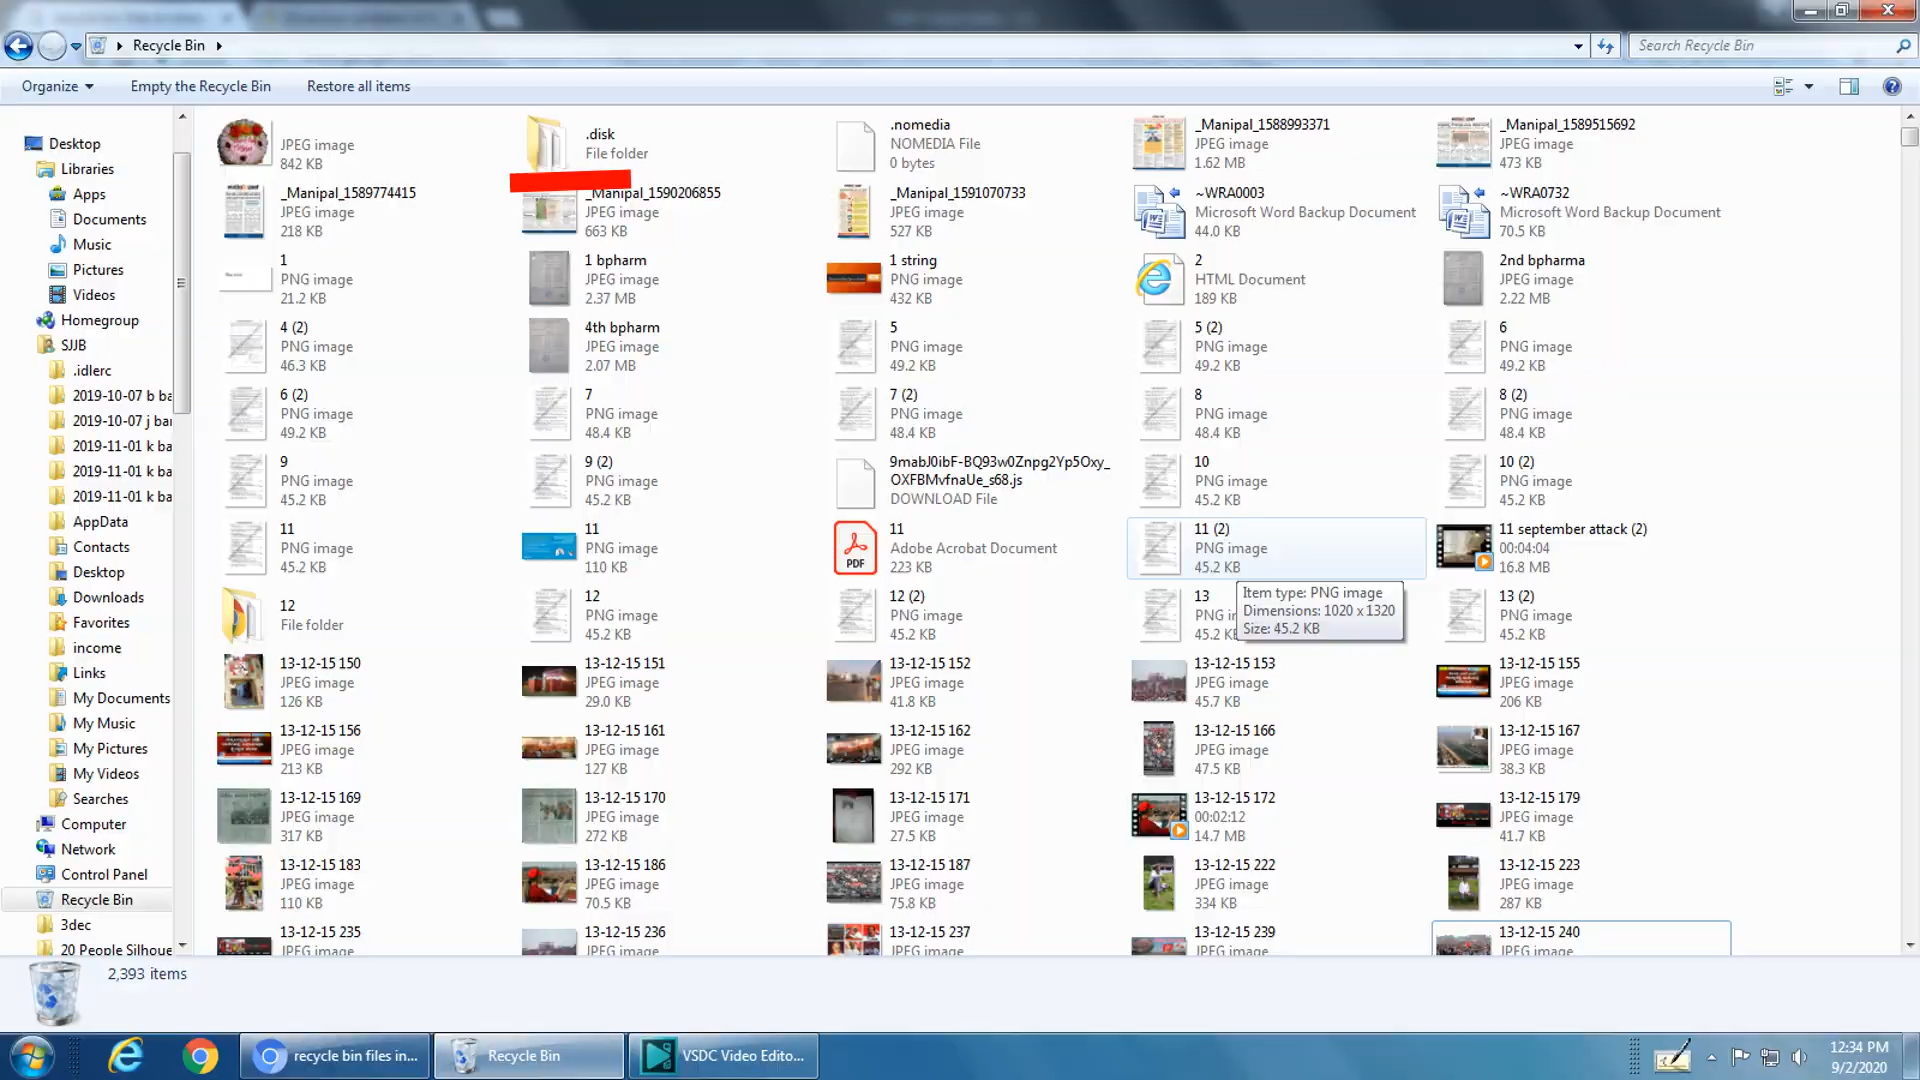 Recycle Bin
Search Recycle Bin
Organize
Empty the Recycle Bin
Restore all items
Desktop
Libraries
Apps
Documents
Music
Pictures
Videos
Homegroup
SJJB
.idlerc
2019-10-07 b ba
2019-10-07 j bar
2019-11-01 k ba
2019-11-01 k ba
2019-11-01 k ba
AppData
Contacts
Desktop
Downloads
Favorites
income
Links
My Documents
My Music
My Pictures
My Videos
Searches
Computer
Network
Control Panel
Recycle Bin
3dec
20 People Silhoue
JPEG image
842 KB
.disk
File folder
.nomedia
NOMEDIA File
0 bytes
_Manipal_1588993371
JPEG image
1.62 MB
_Manipal_1589515692
JPEG image
473 KB
_Manipal_1589774415
JPEG image
218 KB
_Manipal_1590206855
JPEG image
663 KB
_Manipal_1591070733
JPEG image
527 KB
~WRA0003
Microsoft Word Backup Document
44.0 KB
~WRA0732
Microsoft Word Backup Document
70.5 KB
1
PNG image
21.2 KB
1 bpharm
JPEG image
2.37 MB
1 string
PNG image
432 KB
2
HTML Document
189 KB
2nd bpharma
JPEG image
2.22 MB
4 (2)
PNG image
46.3 KB
4th bpharm
JPEG image
2.07 MB
5
PNG image
49.2 KB
5 (2)
PNG image
49.2 KB
6
PNG image
49.2 KB
6 (2)
PNG image
49.2 KB
7
PNG image
48.4 KB
7 (2)
PNG image
48.4 KB
8
PNG image
48.4 KB
8 (2)
PNG image
48.4 KB
9
PNG image
45.2 KB
9 (2)
PNG image
45.2 KB
9mabJ0ibF-BQ93w0Znpg2Yp5Oxy_
OXFBMvfnaUe_s68.js
DOWNLOAD File
10
PNG image
45.2 KB
10 (2)
PNG image
45.2 KB
11
PNG image
45.2 KB
11
PNG image
110 KB
PDF
11
Adobe Acrobat Document
223 KB
11 (2)
PNG image
45.2 KB
11 september attack (2)
00:04:04
16.8 MB
12
File folder
12
PNG image
45.2 KB
12 (2)
PNG image
45.2 KB
13
PNG i
45.2 K
Item type: PNG image
Dimensions: 1020 x 1320
Size: 45.2 KB
13 (2)
PNG image
45.2 KB
13-12-15 150
JPEG image
126 KB
13-12-15 151
JPEG image
29.0 KB
13-12-15 152
JPEG image
41.8 KB
13-12-15 153
JPEG image
45.7 KB
13-12-15 155
JPEG image
206 KB
13-12-15 156
JPEG image
213 KB
13-12-15 161
JPEG image
127 KB
13-12-15 162
JPEG image
292 KB
13-12-15 166
JPEG image
47.5 KB
13-12-15 167
JPEG image
38.3 KB
13-12-15 169
JPEG image
317 KB
13-12-15 170
JPEG image
272 KB
13-12-15 171
JPEG image
27.5 KB
13-12-15 172
00:02:12
14.7 MB
13-12-15 179
JPEG image
41.7 KB
13-12-15 183
JPEG image
110 KB
13-12-15 186
JPEG image
70.5 KB
13-12-15 187
JPEG image
75.8 KB
13-12-15 222
JPEG image
334 KB
13-12-15 223
JPEG image
287 KB
13-12-15 235
JPEG image
13-12-15 236
JPEG image
13-12-15 237
JPEG image
13-12-15 239
JPEG image
13-12-15 240
JPEG image
2,393 items
recycle bin files in...
Recycle Bin
VSDC Video Edito...
12:34 PM
9/2/2020